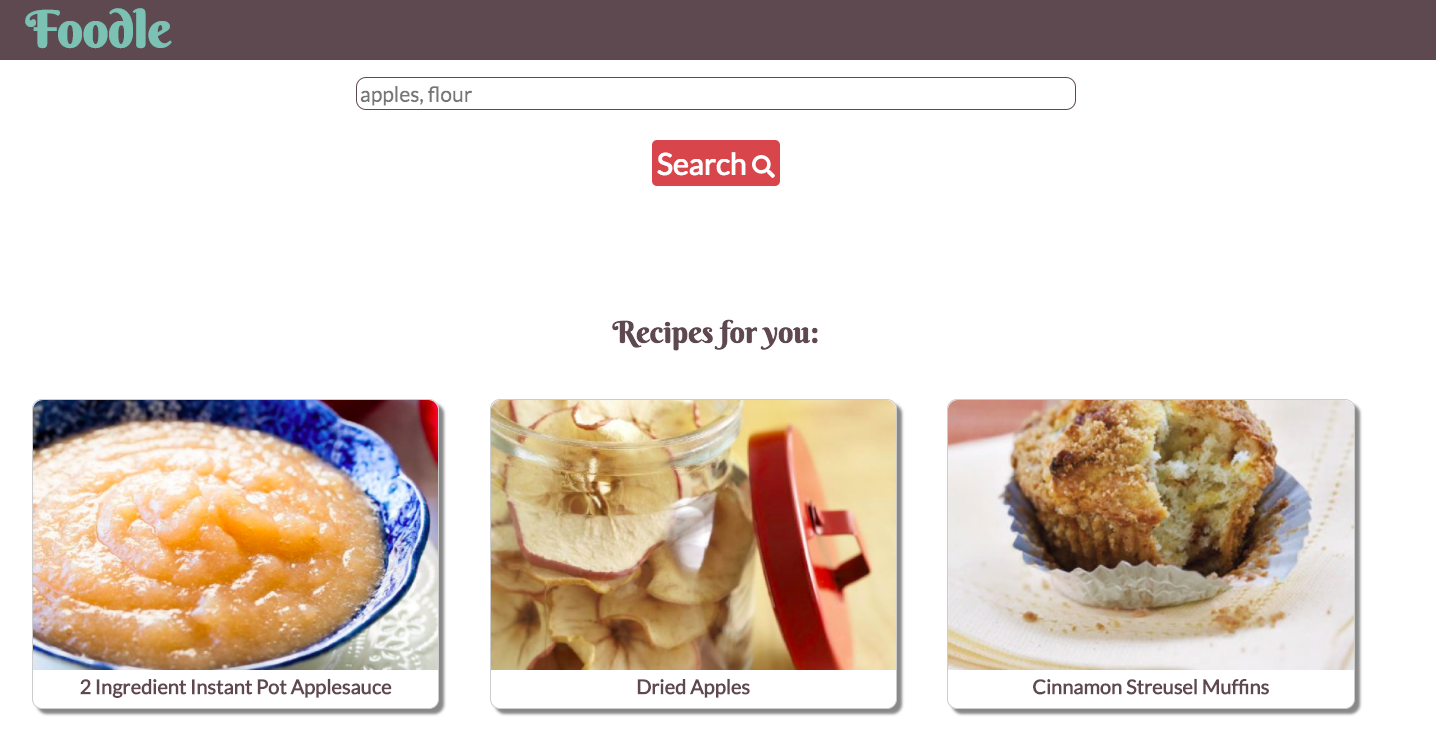 Foodle
apples, flour
Search
Recipes for you:
2 Ingredient Instant Pot Applesauce
Dried Apples
Cinnamon Streusel Muffins